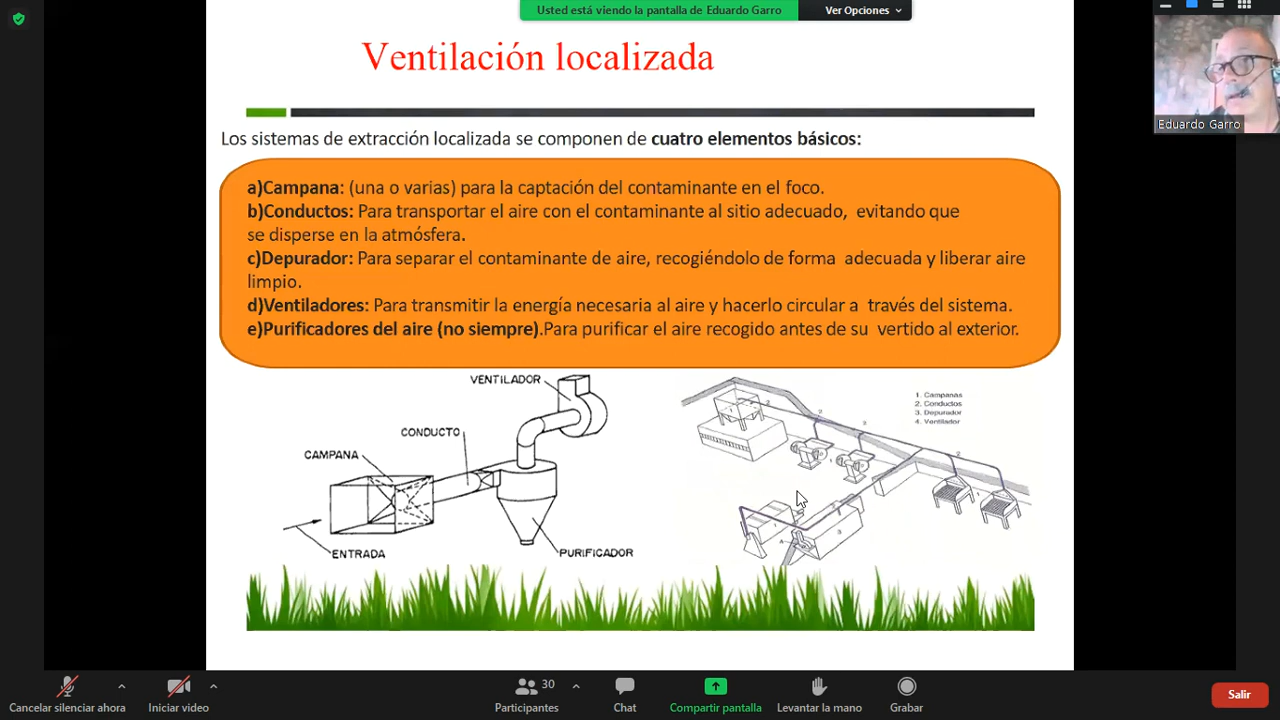 Usted está viendo la pantalla de Eduardo Garro
Ver Opciones
Ventilación localizada
Eduardo Garro
Los sistemas de extracción localizada se componen de cuatro elementos básicos:
a)Campana: (una o varias) para la captación del contaminante en el foco.
b)Conductos: Para transportar el aire con el contaminante al sitio adecuado, evitando que
se disperse en la atmósfera.
c)Depurador: Para separar el contaminante de aire, recogiéndolo de forma adecuada y liberar aire
limpio.
d)Ventiladores: Para transmitir la energía necesaria al aire y hacerlo circular a través del sistema.
e)Purificadores del aire (no siempre).Para purificar el aire recogido antes de su vertido al exterior.
VENTILADOR
CONDUCTO
CAMPANA
ENTRADA
PURIFICADOR
1. Campanas
2. Conductos
3. Depurador
4. Ventilador
Cancelar silenciar ahora
Iniciar video
30
Participantes
Chat
Compartir pantalla
Levantar la mano
Grabar
Salir